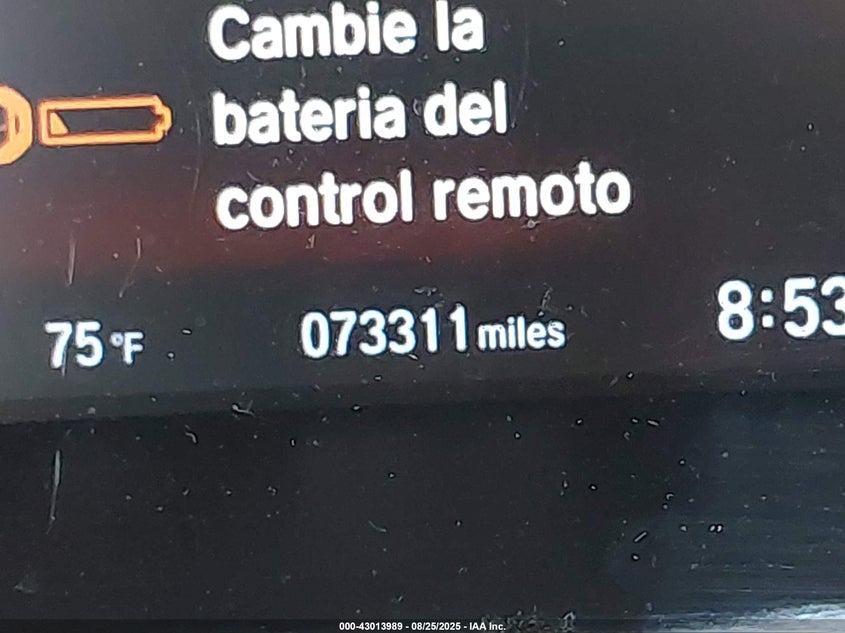 Cambie la
bateria del
control remoto
75 °F 073311 miles 8:53
000-43013989 - 08/25/2025 - IAA Inc.